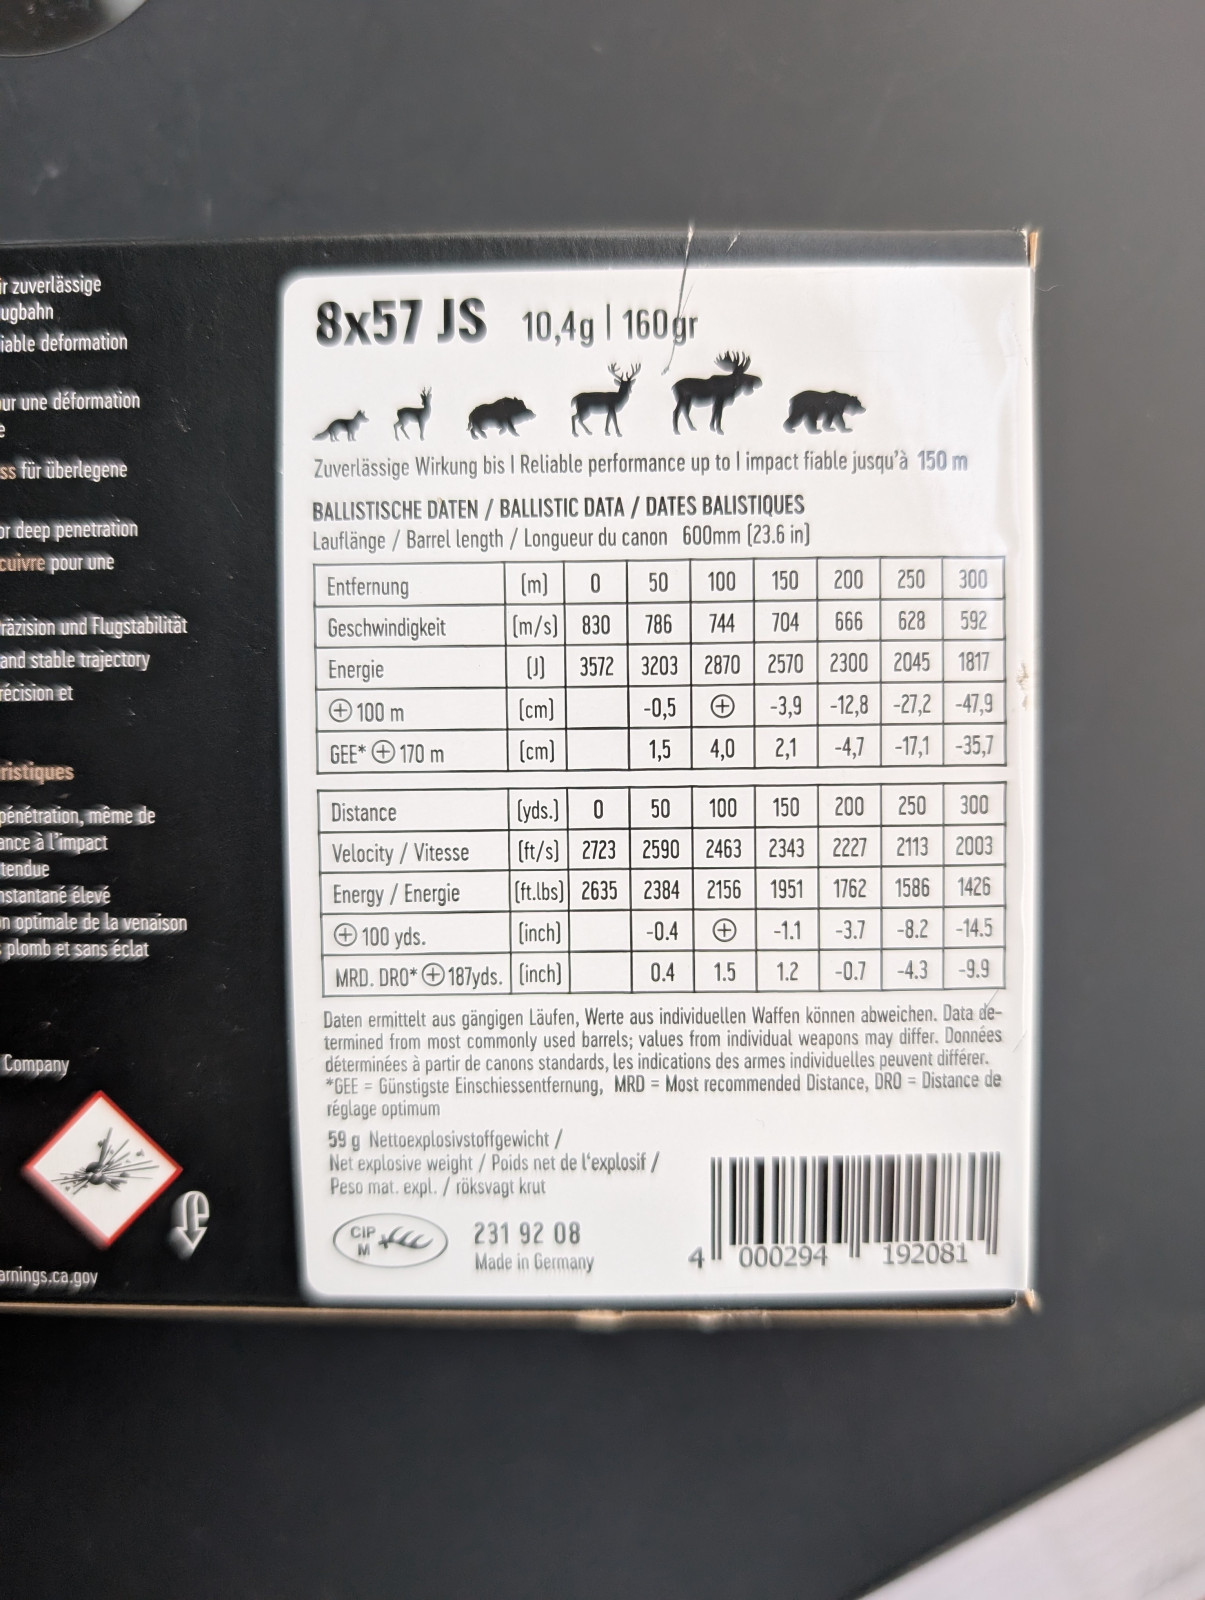 ir zuverlässige
ugbahn
iable deformation
ur une déformation
e
ss für überlegene
or deep penetration
cuivre pour une
räzision und Flugstabilität
and stable trajectory
récision et
ristiques
pénétration, même de
ance à l'impact
tendue
nstantané élevé
n optimale de la venaison
plomb et sans éclat
Company
arnings.ca.gov
8x57 JS 10,4g | 160gr
Zuverlässige Wirkung bis | Reliable performance up to | impact fiable jusqu'à 150 m
BALLISTISCHE DATEN / BALLISTIC DATA / DATES BALISTIQUES
Lauflänge / Barrel length / Longueur du canon 600mm (23.6 in)
Entfernung (m) 0 50 100 150 200 250 300
Geschwindigkeit (m/s) 830 786 744 704 666 628 592
Energie (J) 3572 3203 2870 2570 2300 2045 1817
⊕ 100 m (cm) -0,5 ⊕ -3,9 -12,8 -27,2 -47,9
GEE* ⊕ 170 m (cm) 1,5 4,0 2,1 -4,7 -17,1 -35,7
Distance (yds.) 0 50 100 150 200 250 300
Velocity / Vitesse (ft/s) 2723 2590 2463 2343 2227 2113 2003
Energy / Energie (ft.lbs) 2635 2384 2156 1951 1762 1586 1426
⊕ 100 yds. (inch) -0.4 ⊕ -1.1 -3.7 -8.2 -14.5
MRD. DRO* ⊕ 187yds. (inch) 0.4 1.5 1.2 -0.7 -4.3 -9.9
Daten ermittelt aus gängigen Läufen, Werte aus individuellen Waffen können abweichen. Data de-
termined from most commonly used barrels; values from individual weapons may differ. Données
déterminées à partir de canons standards, les indications des armes individuelles peuvent différer.
*GEE = Günstigste Einschiessentfernung, MRD = Most recommended Distance, DRO = Distance de
réglage optimum
59 g Nettoexplosivstoffgewicht /
Net explosive weight / Poids net de l'explosif /
Peso mat. expl. / röksvagt krut
CIP
M
231 92 08
Made in Germany
4 000294 192081